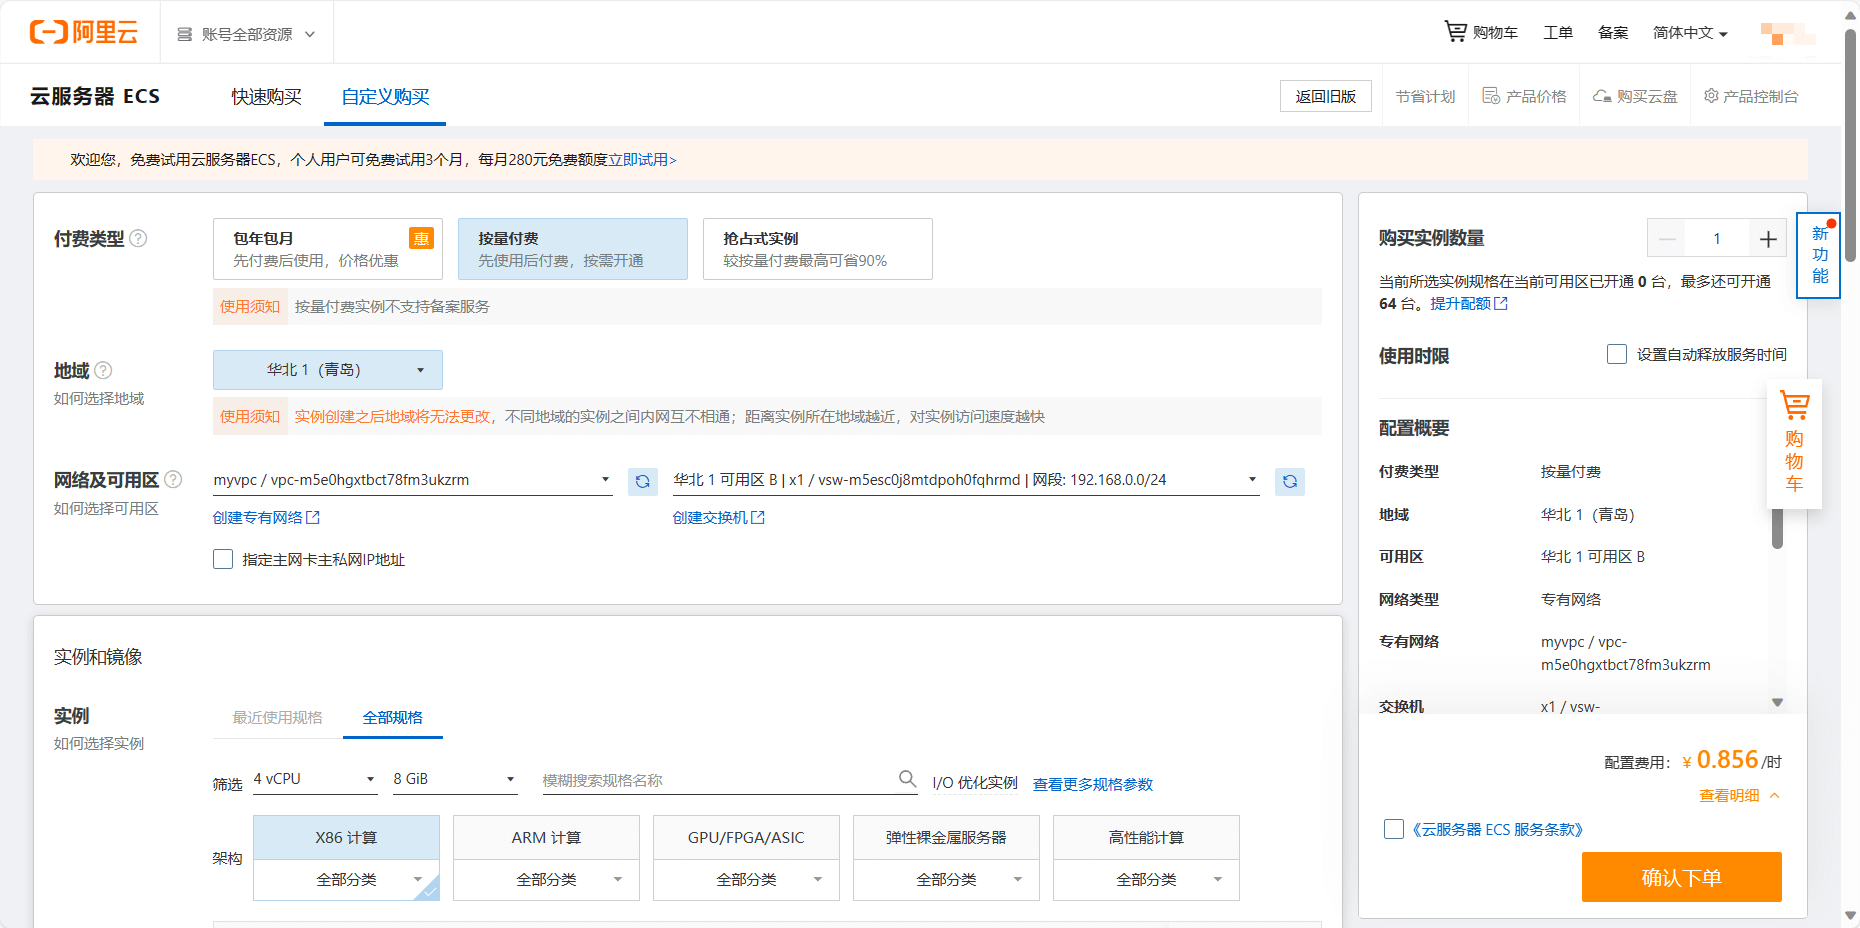 阿里云
账号全部资源
购物车
工单
备案
简体中文
云服务器 ECS
快速购买
自定义购买
返回旧版
节省计划
产品价格
购买云盘
产品控制台
欢迎您，免费试用云服务器ECS，个人用户可免费试用3个月，每月280元免费额度立即试用>
付费类型
包年包月
惠
先付费后使用，价格优惠
按量付费
先使用后付费，按需开通
抢占式实例
较按量付费最高可省90%
使用须知
按量付费实例不支持备案服务
地域
如何选择地域
华北 1（青岛）
使用须知
实例创建之后地域将无法更改，不同地域的实例之间内网互不相通；距离实例所在地域越近，对实例访问速度越快
网络及可用区
如何选择可用区
myvpc / vpc-m5e0hgxtbct78fm3ukzrm
华北 1 可用区 B | x1 / vsw-m5esc0j8mtdpoh0fqhrmd | 网段: 192.168.0.0/24
创建专有网络
创建交换机
指定主网卡主私网IP地址
实例和镜像
实例
如何选择实例
最近使用规格
全部规格
筛选
4 vCPU
8 GiB
模糊搜索规格名称
I/O 优化实例
查看更多规格参数
架构
X86 计算
全部分类
ARM 计算
全部分类
GPU/FPGA/ASIC
全部分类
弹性裸金属服务器
全部分类
高性能计算
全部分类
购买实例数量
1
当前所选实例规格在当前可用区已开通 0 台，最多还可开通
64 台。提升配额
使用时限
设置自动释放服务时间
配置概要
付费类型
按量付费
地域
华北 1（青岛）
可用区
华北 1 可用区 B
网络类型
专有网络
专有网络
myvpc / vpc-
m5e0hgxtbct78fm3ukzrm
交换机
x1 / vsw-
配置费用：
¥ 0.856 /时
查看明细
《云服务器 ECS 服务条款》
确认下单
新
功
能
购
物
车